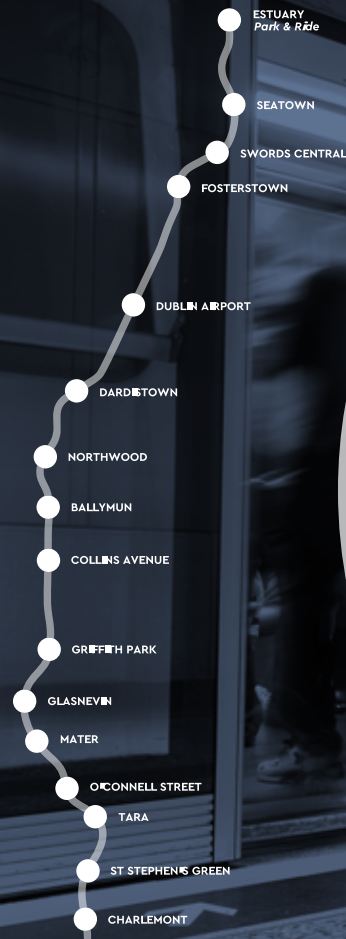 ESTUARY
Park & Ride
SEATOWN
SWORDS CENTRAL
FOSTERSTOWN
DUBLIN AIRPORT
DARDISTOWN
NORTHWOOD
BALLYMUN
COLLINS AVENUE
GRIFFITH PARK
GLASNEVIN
MATER
O'CONNELL STREET
TARA
ST STEPHEN'S GREEN
CHARLEMONT